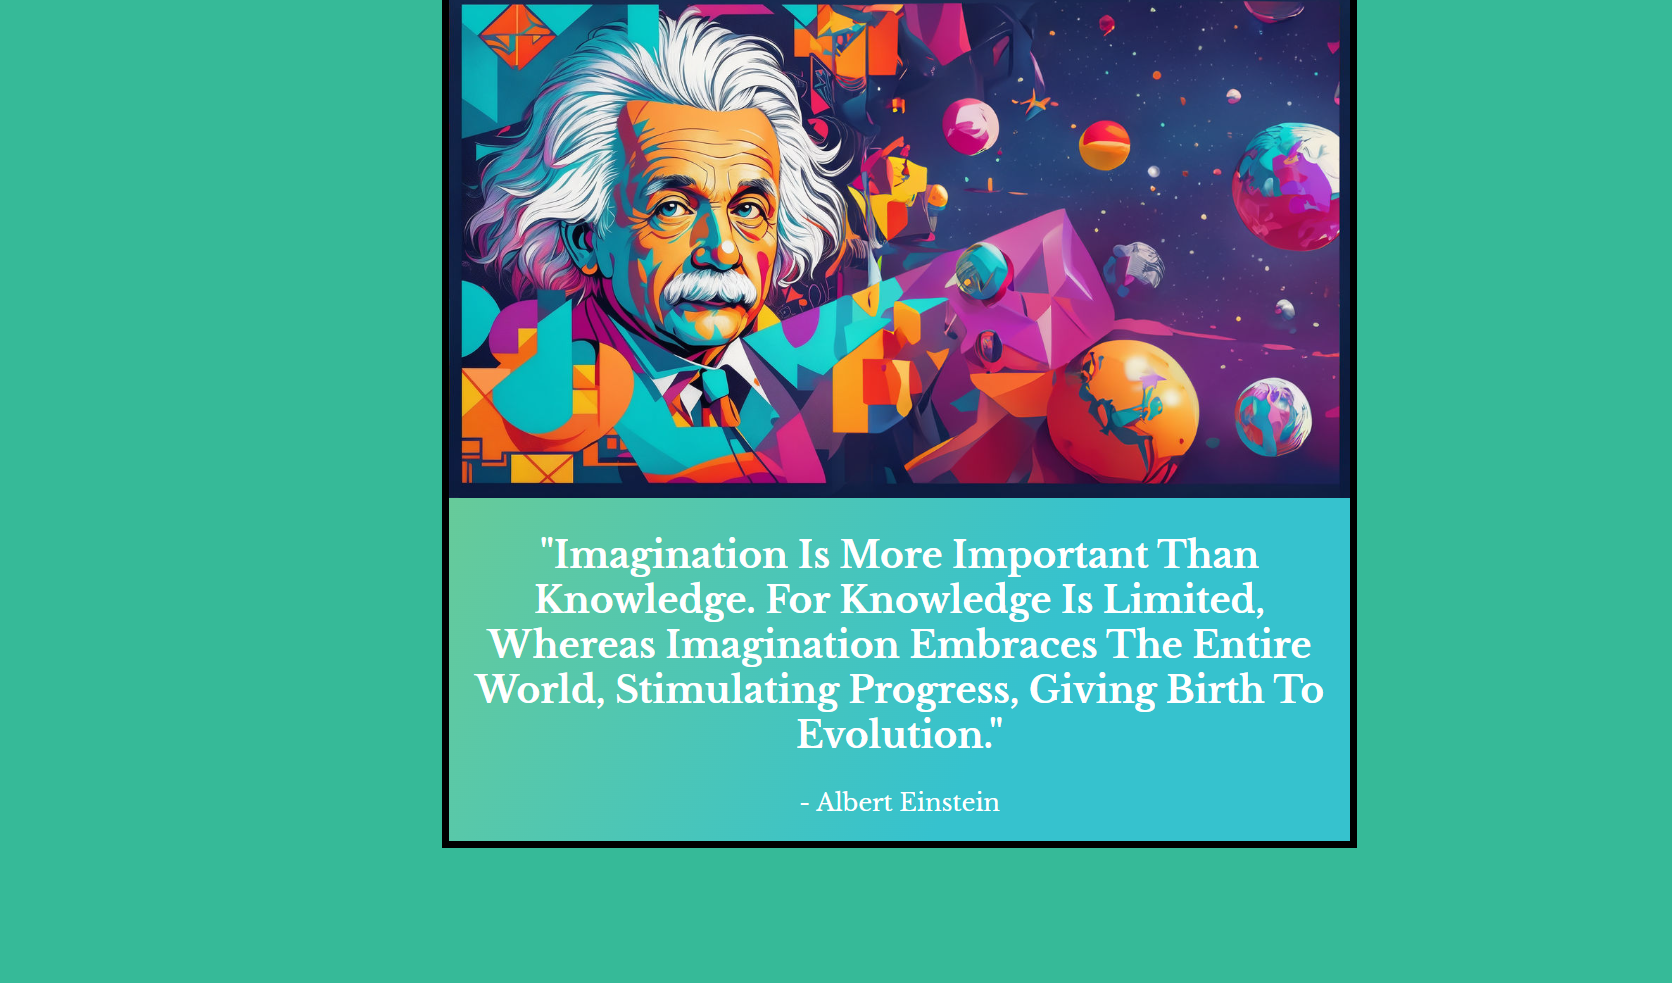 "Imagination Is More Important Than
Knowledge. For Knowledge Is Limited,
Whereas Imagination Embraces The Entire
World, Stimulating Progress, Giving Birth To
Evolution."
- Albert Einstein